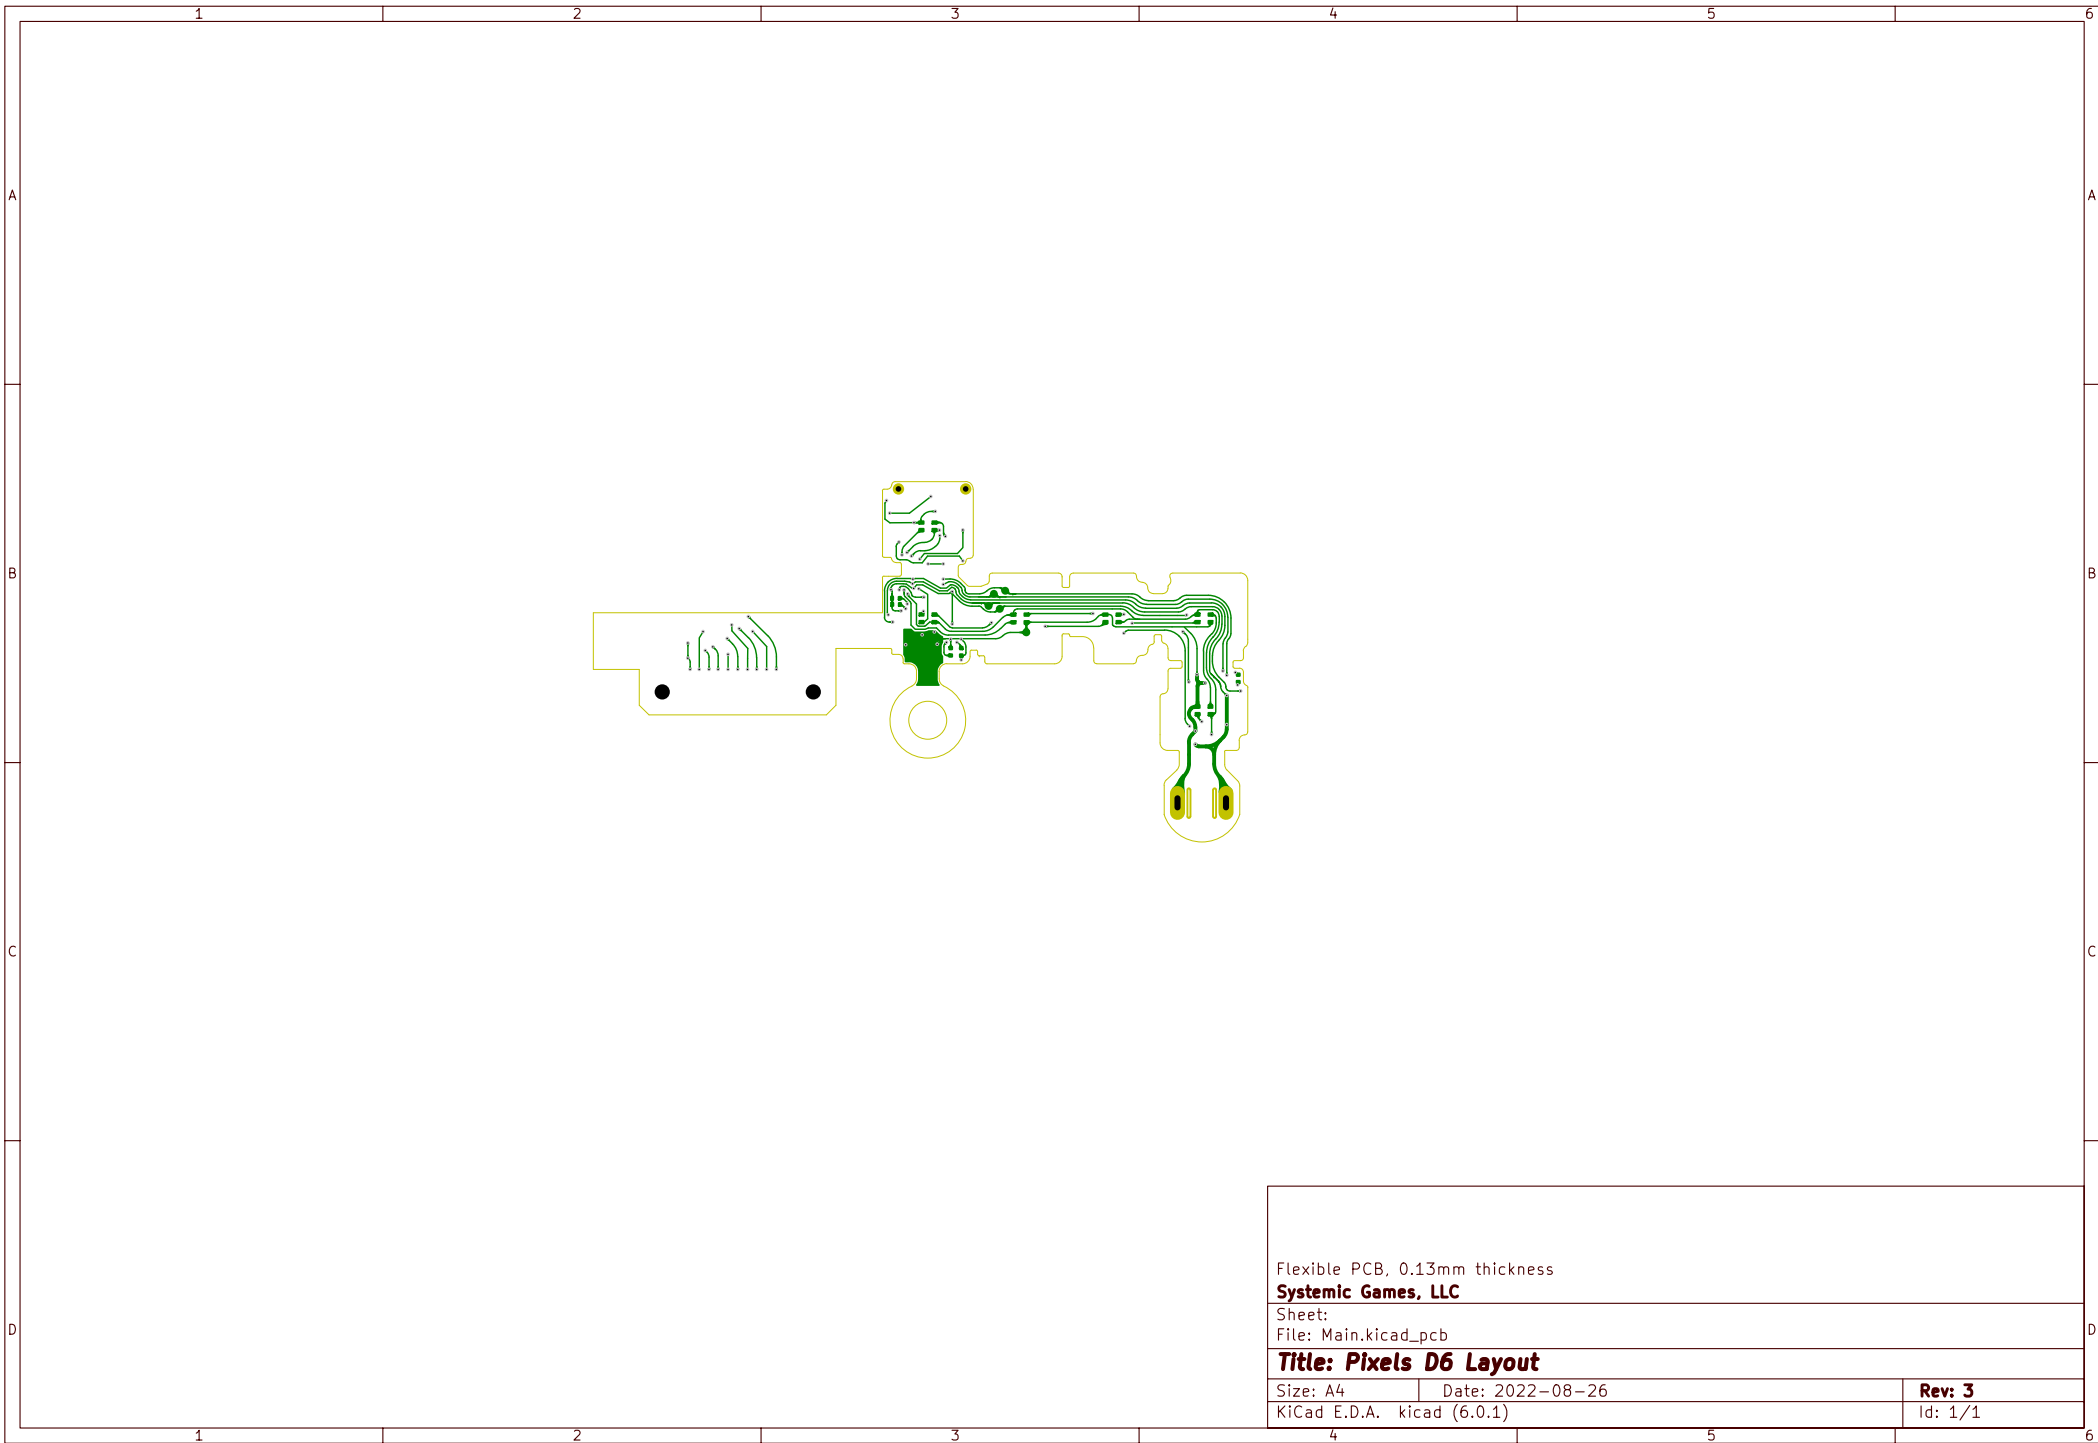 1 2 3 4 5 6
A A
B B
C C
D D
Flexible PCB, 0.13mm thickness
Systemic Games, LLC
Sheet:
File: Main.kicad_pcb
Title: Pixels D6 Layout
Size: A4 Date: 2022-08-26 Rev: 3
KiCad E.D.A. kicad (6.0.1) Id: 1/1
1 2 3 4 5 6